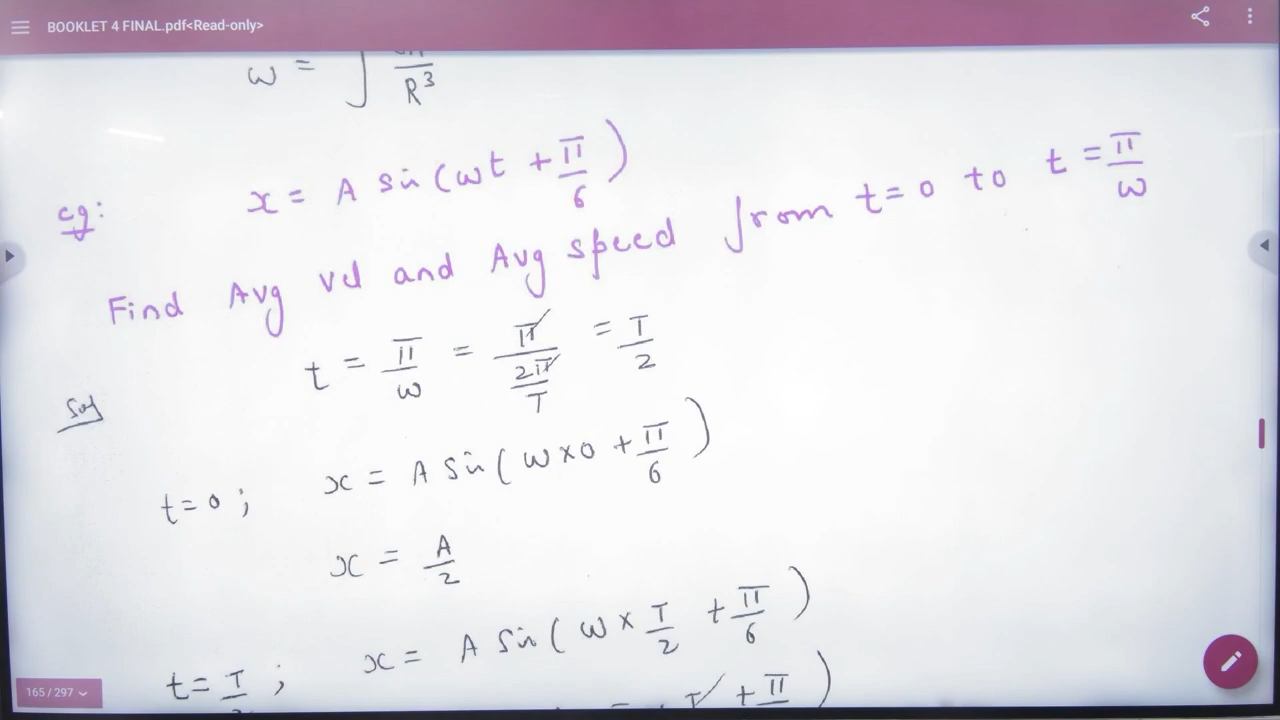 BOOKLET 4 FINAL.pdf<Read-only>
ω = ∫ / R³
eg: x = A sin(ωt + π/6)
Find Avg vel and Avg speed from t=0 to t = π/ω
Sol t = π/ω = π/(2π/T) = T/2
t=0; x = A sin(ω×0 + π/6)
x = A/2
t = T/2; x = A sin(ω × T/2 + π/6)
+ π )
165 / 297